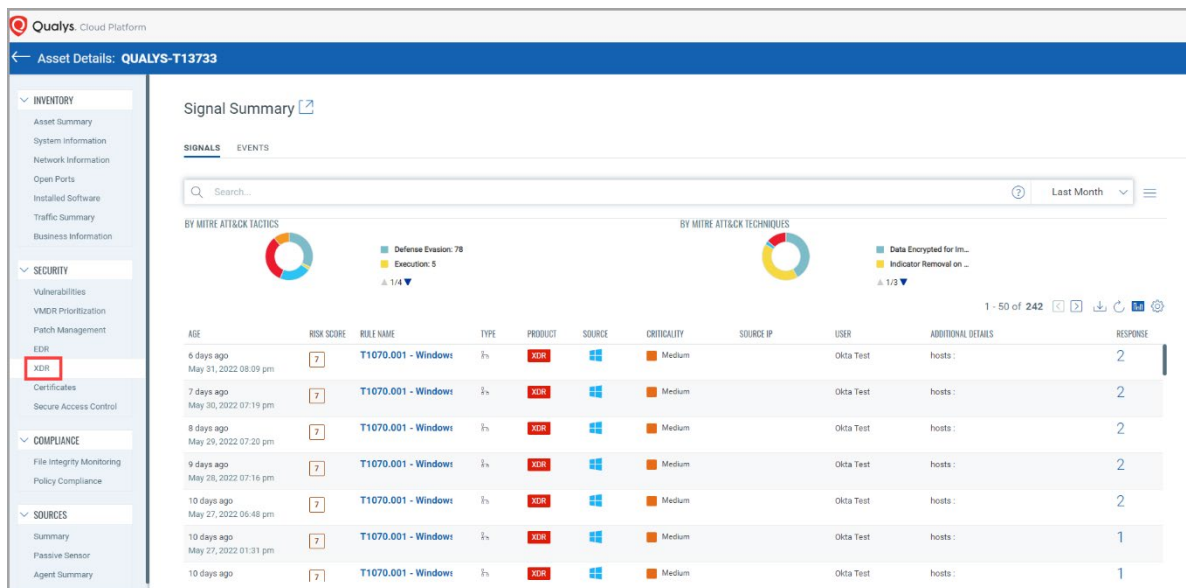 Qualys. Cloud Platform
Asset Details: QUALYS-T13733
INVENTORY
Asset Summary
System Information
Network Information
Open Ports
Installed Software
Traffic Summary
Business Information
SECURITY
Vulnerabilities
VMDR Prioritization
Patch Management
EDR
XDR
Certificates
Secure Access Control
COMPLIANCE
File Integrity Monitoring
Policy Compliance
SOURCES
Summary
Passive Sensor
Agent Summary
Signal Summary
SIGNALS EVENTS
Search... Last Month
BY MITRE ATT&CK TACTICS
Defense Evasion: 78
Execution: 5
1/4
BY MITRE ATT&CK TECHNIQUES
Data Encrypted for Im...
Indicator Removal on ...
1/3
1 - 50 of 242
AGE RISK SCORE RULE NAME TYPE PRODUCT SOURCE CRITICALITY SOURCE IP USER ADDITIONAL DETAILS RESPONSE
6 days ago 7 T1070.001 - Windows XDR Medium Okta Test hosts : 2
May 31, 2022 08:09 pm
7 days ago 7 T1070.001 - Windows XDR Medium Okta Test hosts : 2
May 30, 2022 07:19 pm
8 days ago 7 T1070.001 - Windows XDR Medium Okta Test hosts : 2
May 29, 2022 07:20 pm
9 days ago 7 T1070.001 - Windows XDR Medium Okta Test hosts : 2
May 28, 2022 07:16 pm
10 days ago 7 T1070.001 - Windows XDR Medium Okta Test hosts : 2
May 27, 2022 06:48 pm
10 days ago 7 T1070.001 - Windows XDR Medium Okta Test hosts : 1
May 27, 2022 01:31 pm
10 days ago 7 T1070.001 - Windows XDR Medium Okta Test hosts : 1